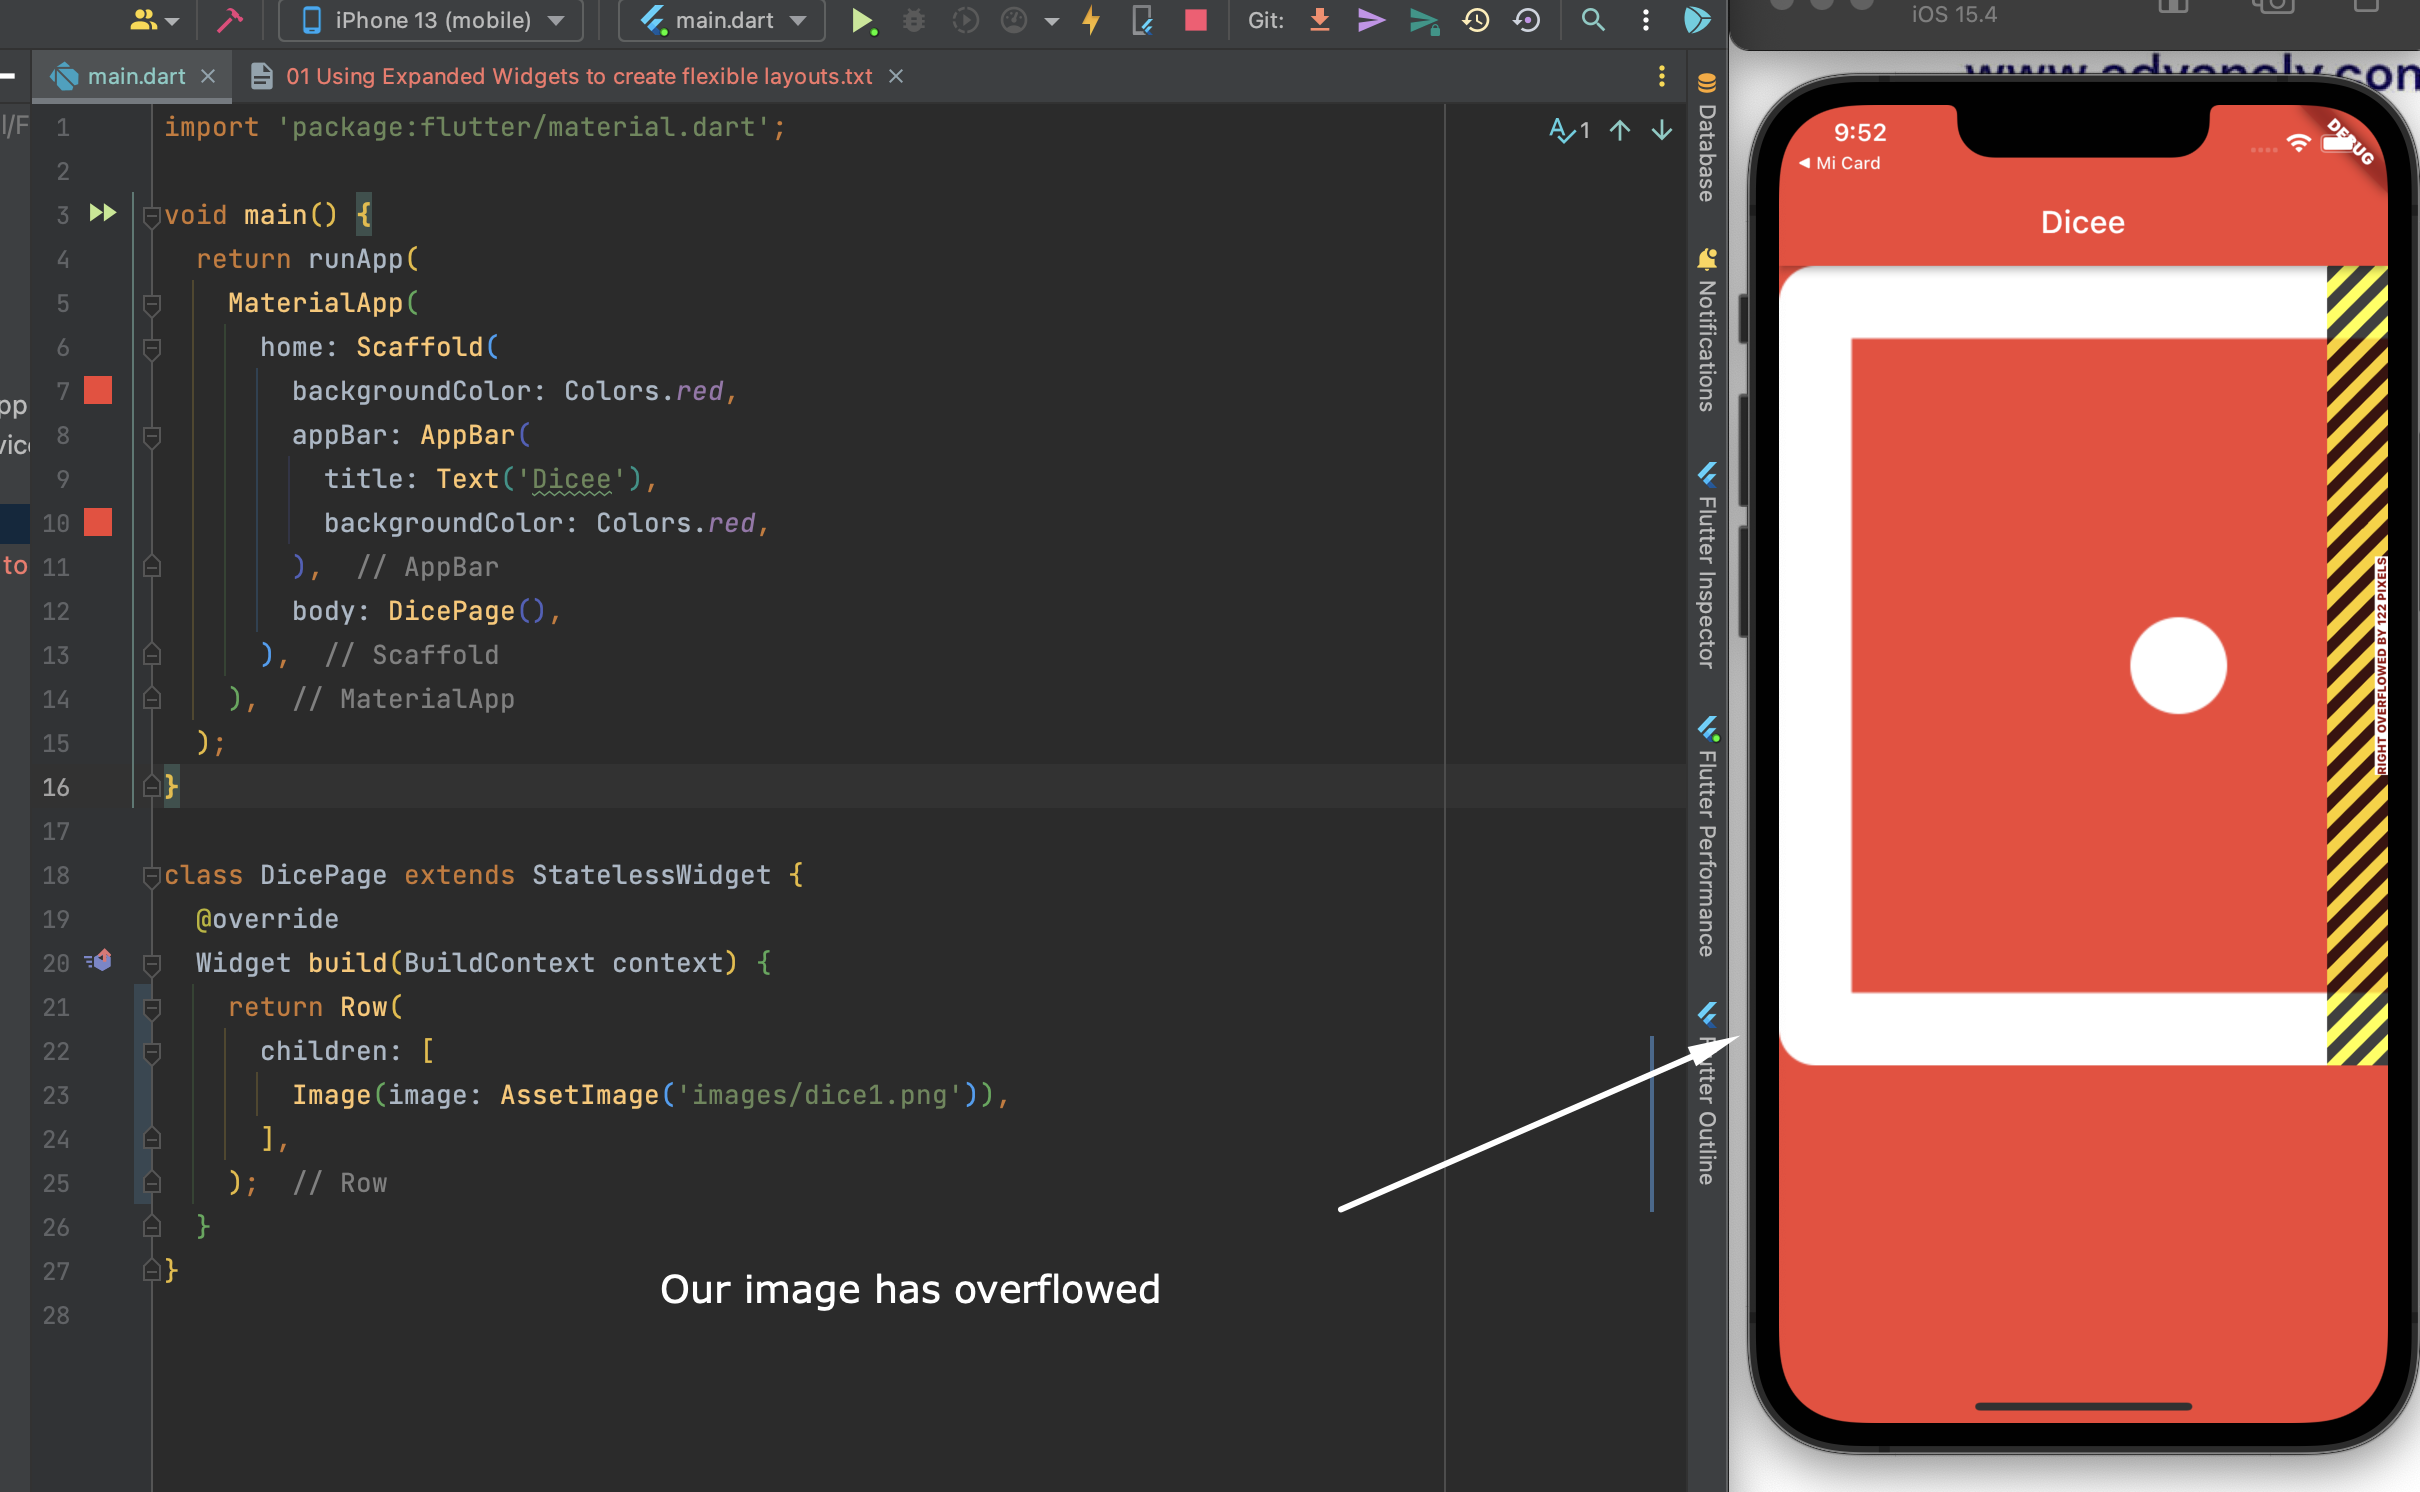 iPhone 13 (mobile)
main.dart
Git:
iOS 15.4
main.dart
01 Using Expanded Widgets to create flexible layouts.txt
1
1 import 'package:flutter/material.dart';
2
3 void main() {
4 return runApp(
5 MaterialApp(
6 home: Scaffold(
7 backgroundColor: Colors.red,
8 appBar: AppBar(
9 title: Text('Dicee'),
10 backgroundColor: Colors.red,
11 ), // AppBar
12 body: DicePage(),
13 ), // Scaffold
14 ), // MaterialApp
15 );
16 }
17
18 class DicePage extends StatelessWidget {
19 @override
20 Widget build(BuildContext context) {
21 return Row(
22 children: [
23 Image(image: AssetImage('images/dice1.png')),
24 ],
25 ); // Row
26 }
27 }
28
to
Our image has overflowed
Database
Notifications
Flutter Inspector
Flutter Performance
Flutter Outline
9:52
Mi Card
DEBUG
Dicee
RIGHT OVERFLOWED BY 122 PIXELS